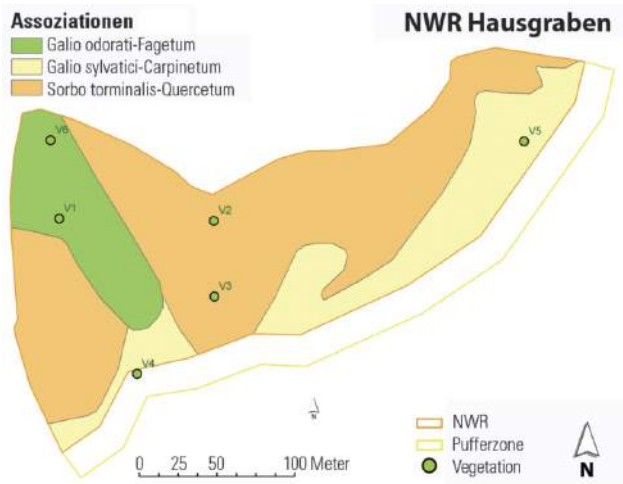 Assoziationen
Galio odorati-Fagetum
Galio sylvatici-Carpinetum
Sorbo torminalis-Quercetum
NWR Hausgraben
V6
V5
V1
V2
V3
V4
N
0 25 50 100 Meter
NWR
Pufferzone
Vegetation
N